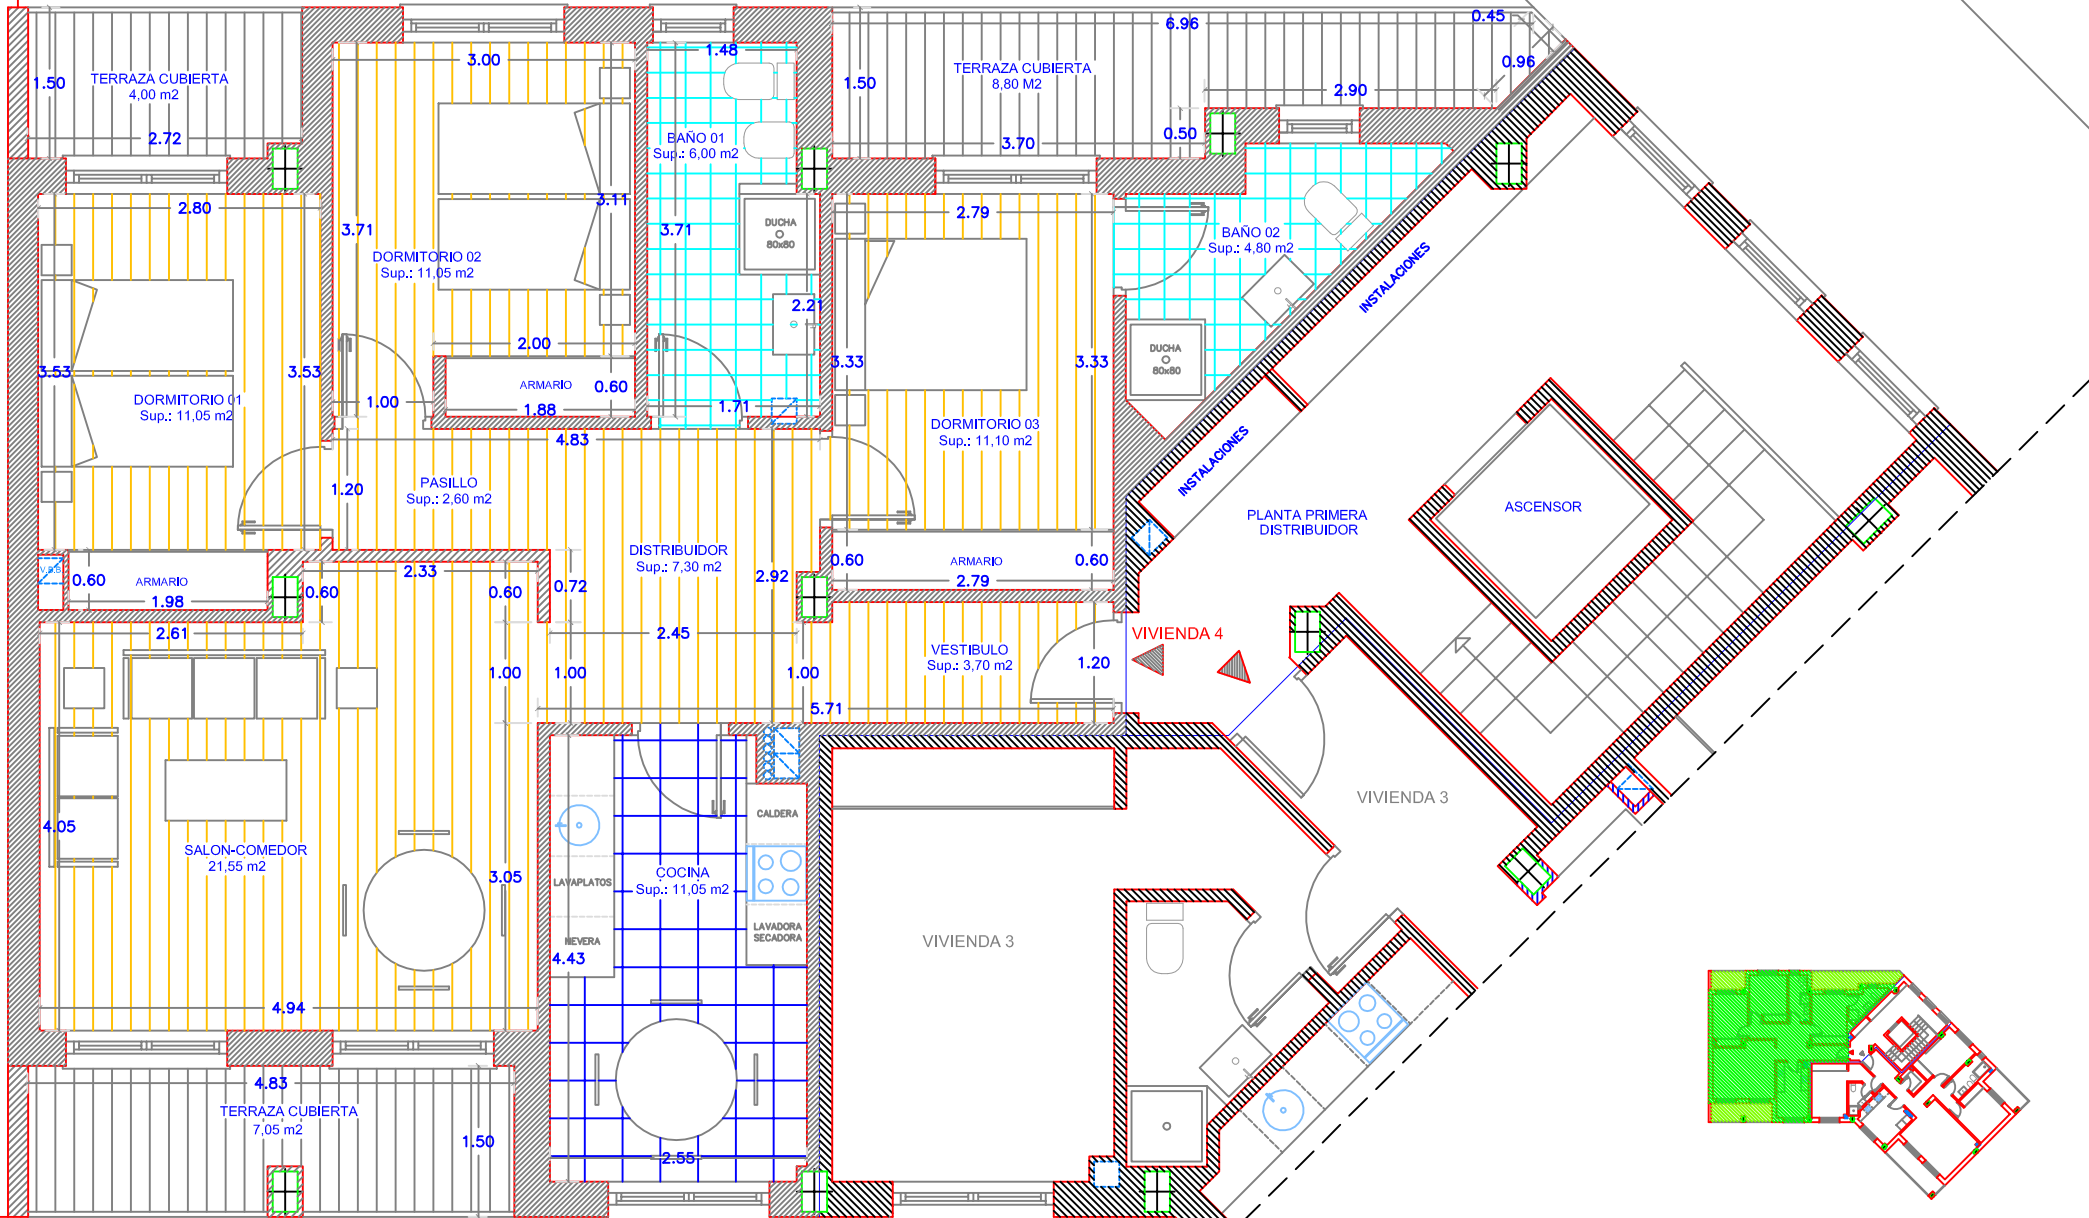 6.96
0.45
1.50
TERRAZA CUBIERTA
4,00 m2
2.72
3.00
1.48
1.50
TERRAZA CUBIERTA
8,80 M2
0.96
2.90
3.70
0.50
BAÑO 01
Sup.: 6,00 m2
2.80
3.71
3.11
3.71
DUCHA
80x80
2.79
BAÑO 02
Sup.: 4,80 m2
DORMITORIO 02
Sup.: 11,05 m2
INSTALACIONES
2.21
2.00
3.53
3.53
DORMITORIO 01
Sup.: 11,05 m2
1.00
ARMARIO
0.60
1.88
1.71
3.33
3.33
DUCHA
80x80
4.83
DORMITORIO 03
Sup.: 11,10 m2
INSTALACIONES
1.20
PASILLO
Sup.: 2,60 m2
PLANTA PRIMERA
DISTRIBUIDOR
ASCENSOR
DISTRIBUIDOR
Sup.: 7,30 m2
0.60
ARMARIO
1.98
2.33
0.60
0.60
0.72
2.92
0.60
ARMARIO
0.60
2.79
2.61
2.45
VESTIBULO
Sup.: 3,70 m2
1.20
VIVIENDA 4
1.00
1.00
1.00
5.71
4.05
SALON-COMEDOR
21,55 m2
3.05
CALDERA
VIVIENDA 3
LAVAPLATOS
COCINA
Sup.: 11,05 m2
LAVADORA
SECADORA
NEVERA
4.43
VIVIENDA 3
4.94
4.83
TERRAZA CUBIERTA
7,05 m2
1.50
2.55